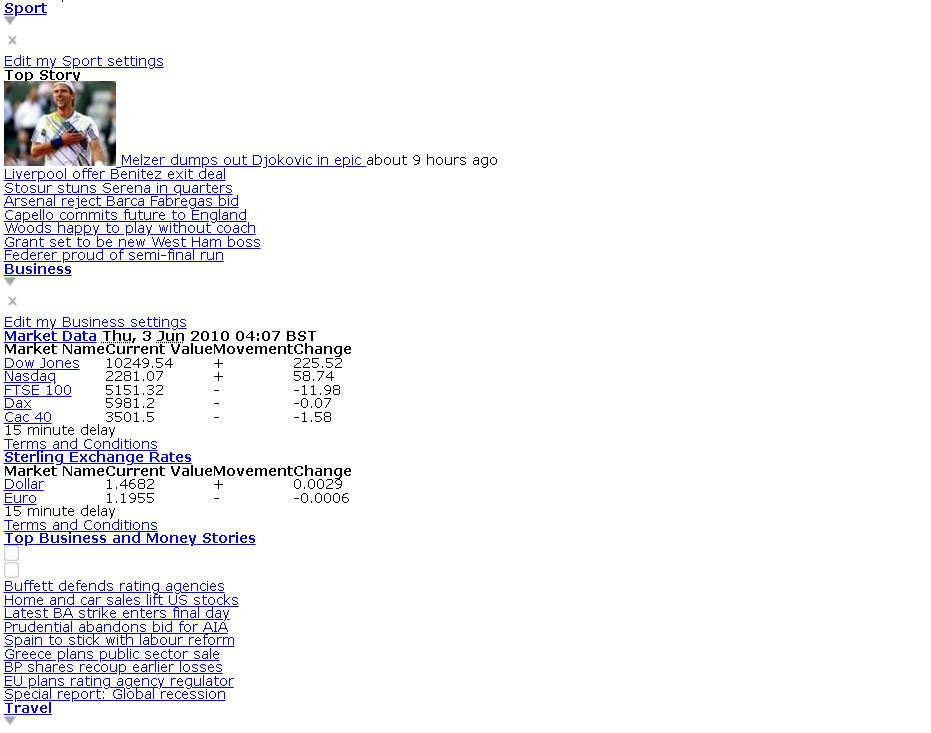 Sport
Edit my Sport settings
Top Story
Melzer dumps out Djokovic in epic about 9 hours ago
Liverpool offer Benitez exit deal
Stosur stuns Serena in quarters
Arsenal reject Barca Fabregas bid
Capello commits future to England
Woods happy to play without coach
Grant set to be new West Ham boss
Federer proud of semi-final run
Business
Edit my Business settings
Market Data Thu, 3 Jun 2010 04:07 BST
Market Name Current Value Movement Change
Dow Jones 10249.54 + 225.52
Nasdaq 2281.07 + 58.74
FTSE 100 5151.32 - -11.98
Dax 5981.2 - -0.07
Cac 40 3501.5 - -1.58
15 minute delay
Terms and Conditions
Sterling Exchange Rates
Market Name Current Value Movement Change
Dollar 1.4682 + 0.0029
Euro 1.1955 - -0.0006
15 minute delay
Terms and Conditions
Top Business and Money Stories
Buffett defends rating agencies
Home and car sales lift US stocks
Latest BA strike enters final day
Prudential abandons bid for AIA
Spain to stick with labour reform
Greece plans public sector sale
BP shares recoup earlier losses
EU plans rating agency regulator
Special report: Global recession
Travel